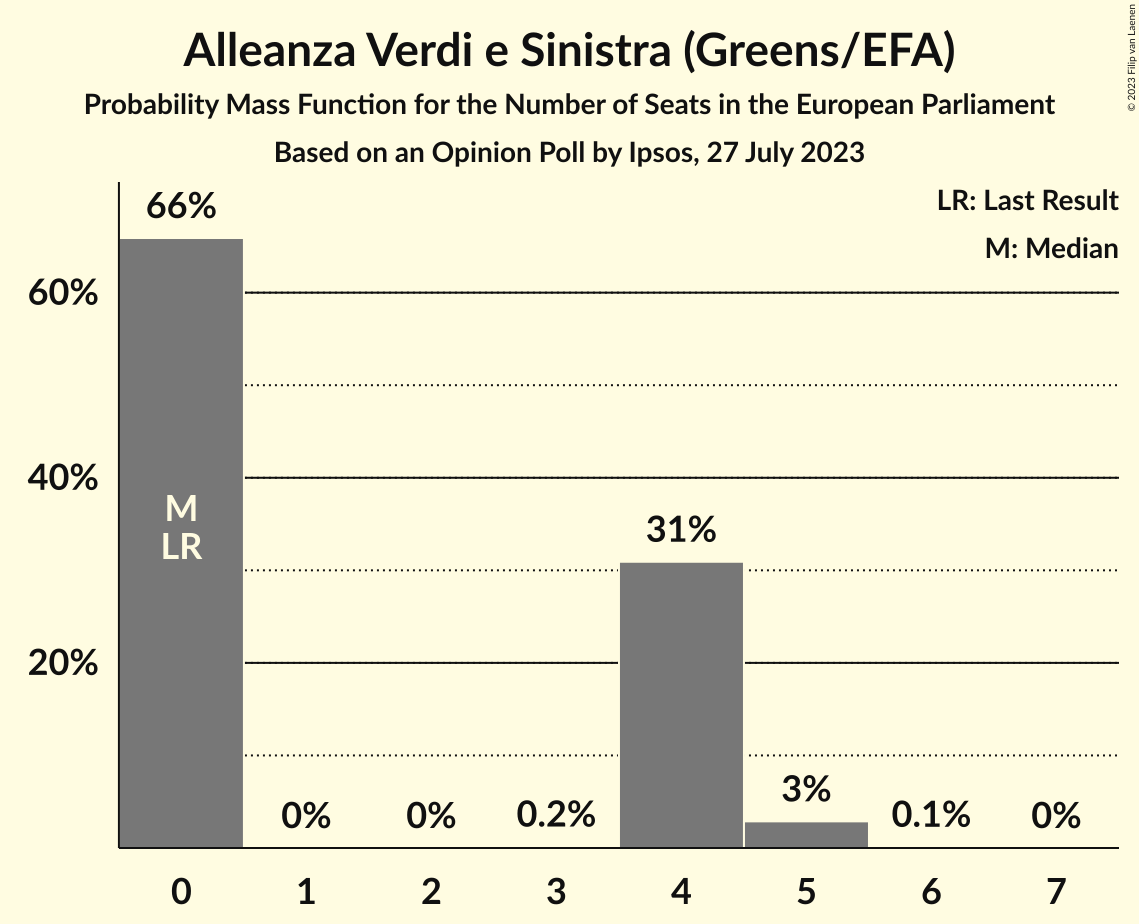 Alleanza Verdi e Sinistra (Greens/EFA)
Probability Mass Function for the Number of Seats in the European Parliament
Based on an Opinion Poll by Ipsos, 27 July 2023
© 2023 Filip van Laenen
LR: Last Result
M: Median
66%
60%
40%
20%
M
LR
0%
0%
0.2%
31%
3%
0.1%
0%
0 1 2 3 4 5 6 7